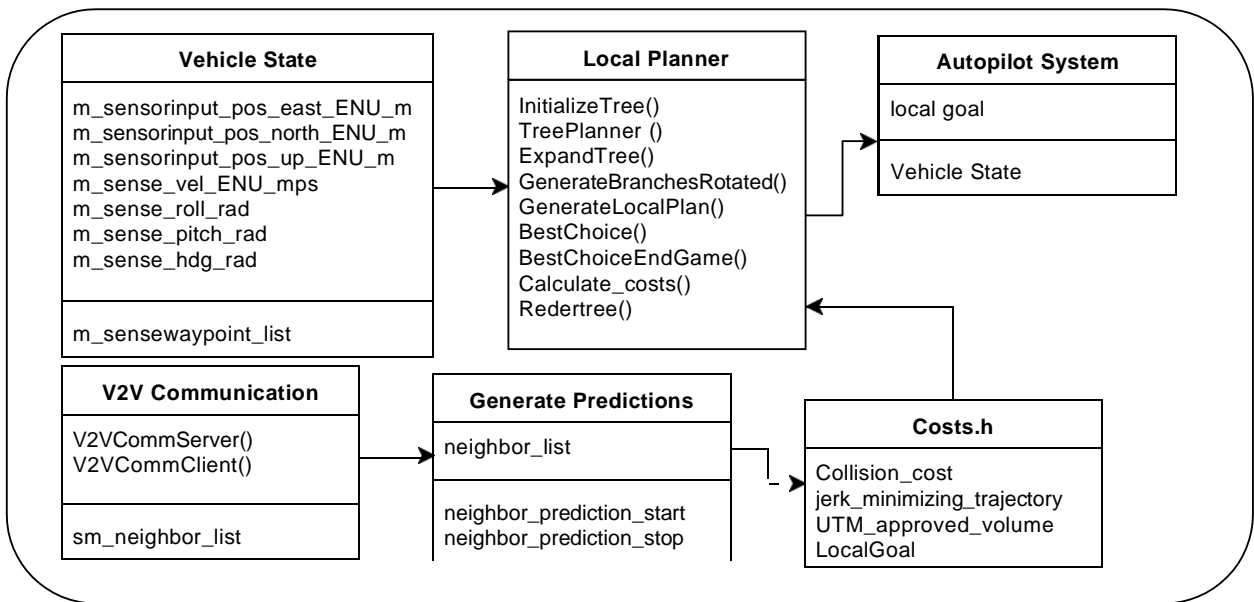 Vehicle State
m_sensorinput_pos_east_ENU_m
m_sensorinput_pos_north_ENU_m
m_sensorinput_pos_up_ENU_m
m_sense_vel_ENU_mps
m_sense_roll_rad
m_sense_pitch_rad
m_sense_hdg_rad
m_sensewaypoint_list
Local Planner
InitializeTree()
TreePlanner ()
ExpandTree()
GenerateBranchesRotated()
GenerateLocalPlan()
BestChoice()
BestChoiceEndGame()
Calculate_costs()
Redertree()
Autopilot System
local goal
Vehicle State
V2V Communication
V2VCommServer()
V2VCommClient()
sm_neighbor_list
Generate Predictions
neighbor_list
neighbor_prediction_start
neighbor_prediction_stop
Costs.h
Collision_cost
jerk_minimizing_trajectory
UTM_approved_volume
LocalGoal